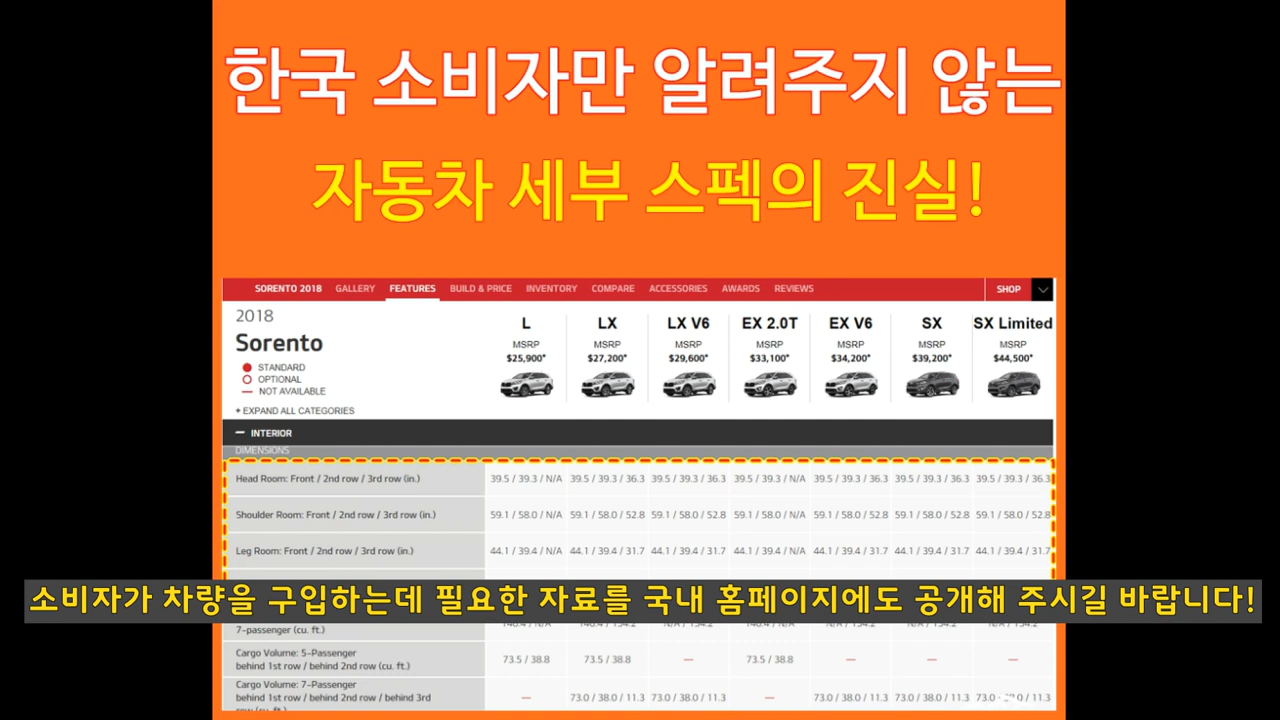 한국 소비자만 알려주지 않는
자동차 세부 스펙의 진실!
SORENTO 2018 GALLERY FEATURES BUILD & PRICE INVENTORY COMPARE ACCESSORIES AWARDS REVIEWS SHOP
2018
Sorento
L LX LX V6 EX 2.0T EX V6 SX SX Limited
MSRP MSRP MSRP MSRP MSRP MSRP MSRP
$25,900* $27,200* $29,600* $33,100* $34,200* $39,200* $44,500*
STANDARD
OPTIONAL
— NOT AVAILABLE
+ EXPAND ALL CATEGORIES
— INTERIOR
DIMENSIONS
Head Room: Front / 2nd row / 3rd row (in.) 39.5 / 39.3 / N/A 39.5 / 39.3 / 36.3 39.5 / 39.3 / 36.3 39.5 / 39.3 / N/A 39.5 / 39.3 / 36.3 39.5 / 39.3 / 36.3 39.5 / 39.3 / 36.3
Shoulder Room: Front / 2nd row / 3rd row (in.) 59.1 / 58.0 / N/A 59.1 / 58.0 / 52.8 59.1 / 58.0 / 52.8 59.1 / 58.0 / N/A 59.1 / 58.0 / 52.8 59.1 / 58.0 / 52.8 59.1 / 58.0 / 52.8
Leg Room: Front / 2nd row / 3rd row (in.) 44.1 / 39.4 / N/A 44.1 / 39.4 / 31.7 44.1 / 39.4 / 31.7 44.1 / 39.4 / N/A 44.1 / 39.4 / 31.7 44.1 / 39.4 / 31.7 44.1 / 39.4 / 31.7
소비자가 차량을 구입하는데 필요한 자료를 국내 홈페이지에도 공개해 주시길 바랍니다!
7-passenger (cu. ft.)
Cargo Volume: 5-Passenger
behind 1st row / behind 2nd row (cu. ft.) 73.5 / 38.8 73.5 / 38.8 — 73.5 / 38.8 — — —
Cargo Volume: 7-Passenger
behind 1st row / behind 2nd row / behind 3rd — 73.0 / 38.0 / 11.3 73.0 / 38.0 / 11.3 — 73.0 / 38.0 / 11.3 73.0 / 38.0 / 11.3 73.0 / 11.3